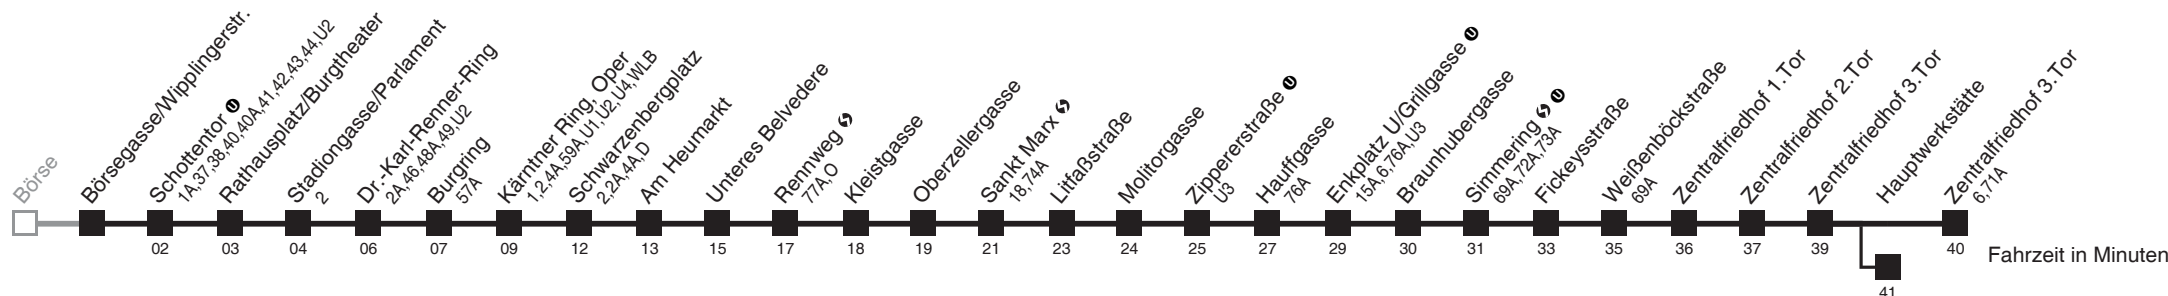 Börse
Börsegasse/Wipplingerstr.
Schottentor U
1A,37,38,40,40A,41,42,43,44,U2
Rathausplatz/Burgtheater
Stadiongasse/Parlament
2
Dr.-Karl-Renner-Ring
2A,46,48A,49,U2
Burgring
57A
Kärntner Ring, Oper
1,2,4A,59A,U1,U2,U4,WLB
Schwarzenbergplatz
2,2A,4A,D
Am Heumarkt
Unteres Belvedere
Rennweg S
77A,O
Kleistgasse
Oberzellergasse
Sankt Marx S
18,74A
Litfaßstraße
Molitorgasse
Zippererstraße U
U3
Hauffgasse
76A
Enkplatz U/Grillgasse U
15A,6,76A,U3
Braunhubergasse
Simmering S U
69A,72A,73A
Fickeysstraße
Weißenböckstraße
69A
Zentralfriedhof 1.Tor
Zentralfriedhof 2.Tor
Zentralfriedhof 3.Tor
Hauptwerkstätte
Zentralfriedhof 3.Tor
6,71A
02 03 04 06 07 09 12 13 15 17 18 19 21 23 24 25 27 29 30 31 33 35 36 37 39 40
Fahrzeit in Minuten
41